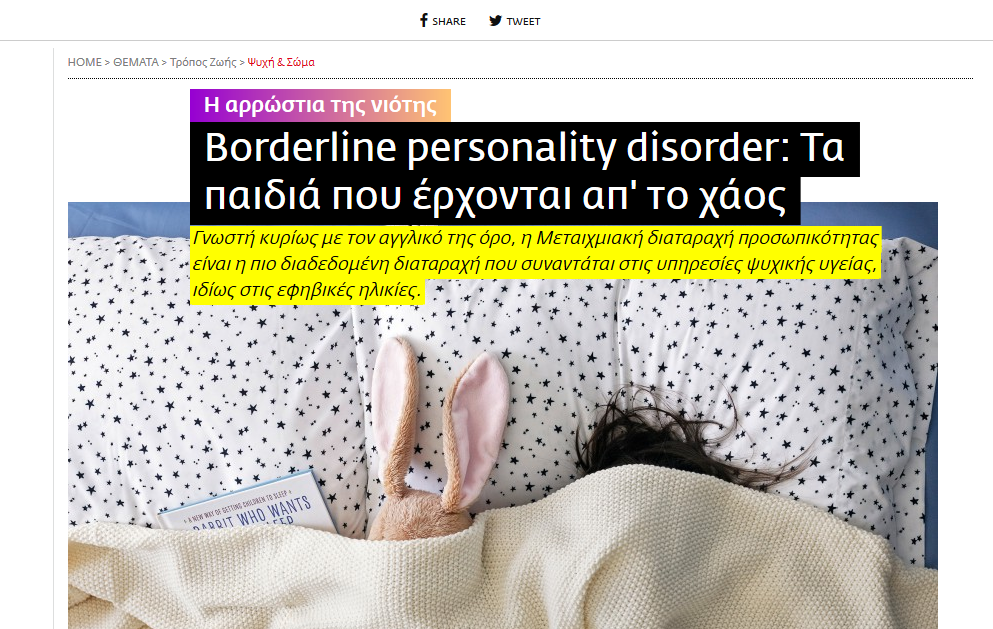 SHARE TWEET
HOME > ΘΕΜΑΤΑ > Τρόπος Ζωής > Ψυχή & Σώμα
Η αρρώστια της νιότης
Borderline personality disorder: Τα
παιδιά που έρχονται απ' το χάος
Γνωστή κυρίως με τον αγγλικό της όρο, η Μεταιχμιακή διαταραχή προσωπικότητας
είναι η πιο διαδεδομένη διαταραχή που συναντάται στις υπηρεσίες ψυχικής υγείας,
ιδίως στις εφηβικές ηλικίες.
A NEW WAY OF GETTING CHILDREN TO SLEEP
RABBIT WHO WANTS